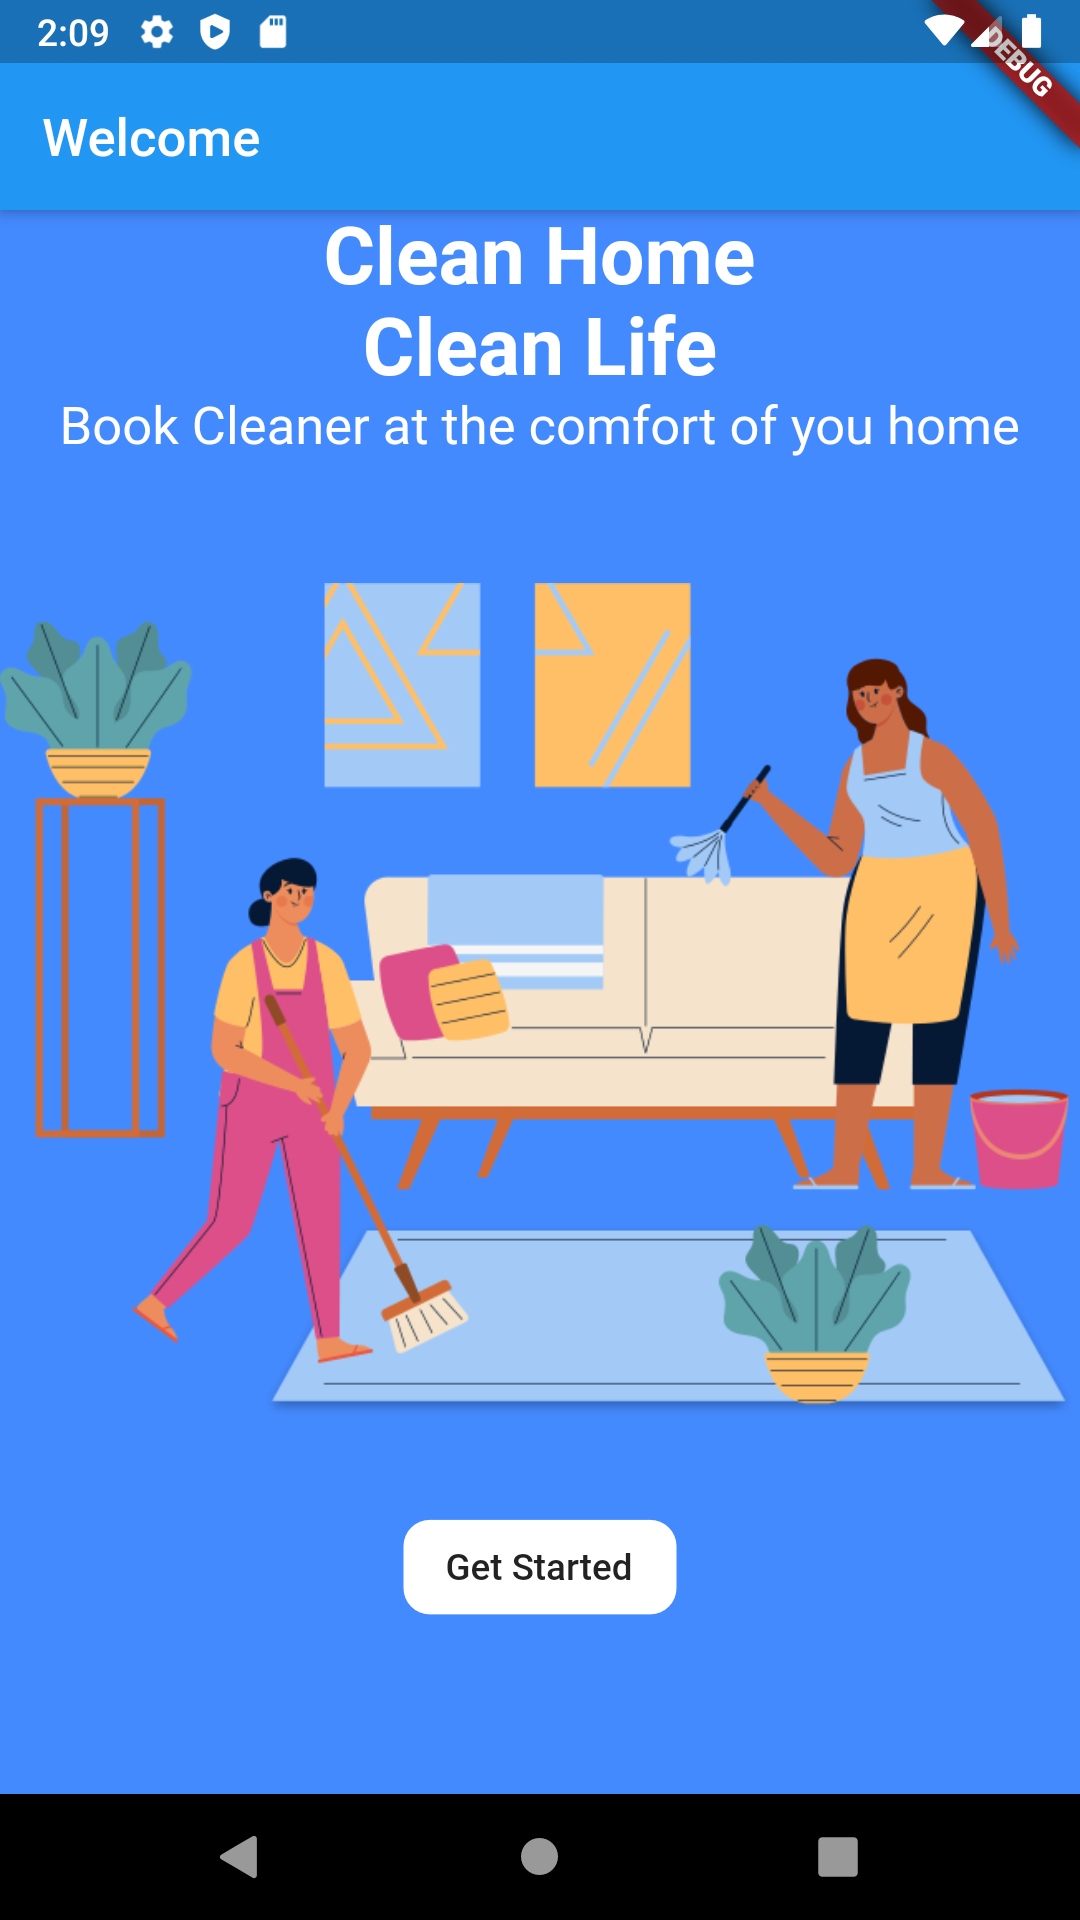 2:09
DEBUG
Welcome
Clean Home
Clean Life
Book Cleaner at the comfort of you home
Get Started